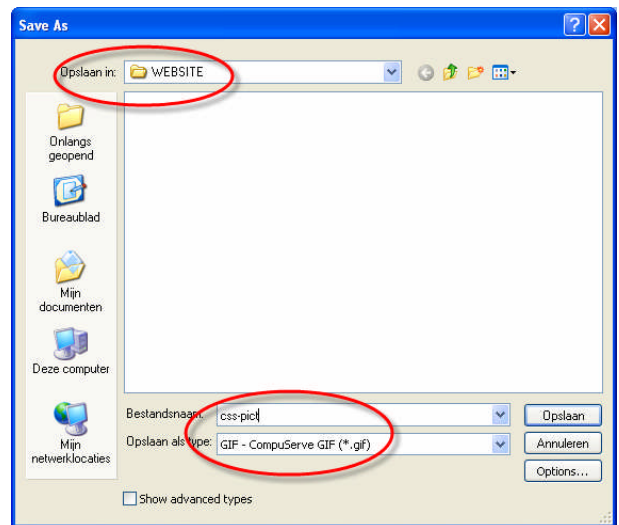 Save As
Opslaan in:
WEBSITE
Onlangs
geopend
Bureaublad
Mijn
documenten
Deze computer
Mijn
netwerklocaties
Bestandsnaam:
css-pict
Opslaan
Opslaan als type:
GIF - CompuServe GIF (*.gif)
Annuleren
Options...
Show advanced types